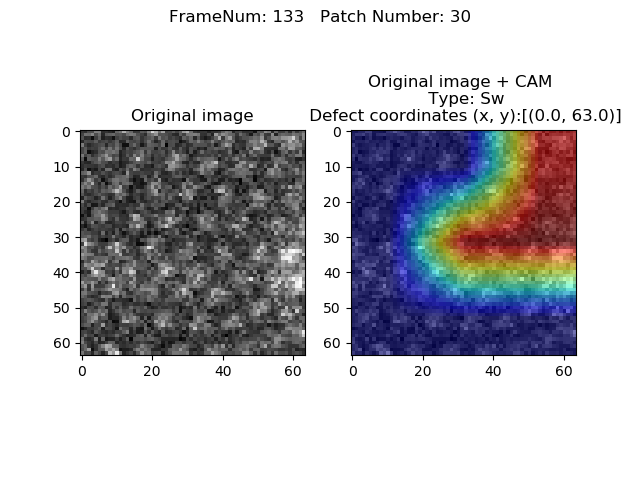 FrameNum: 133   Patch Number: 30
Original image
Original image + CAM
Type: Sw
Defect coordinates (x, y):[(0.0, 63.0)]
0
10
20
30
40
50
60
0 20 40 60
0
10
20
30
40
50
60
0 20 40 60